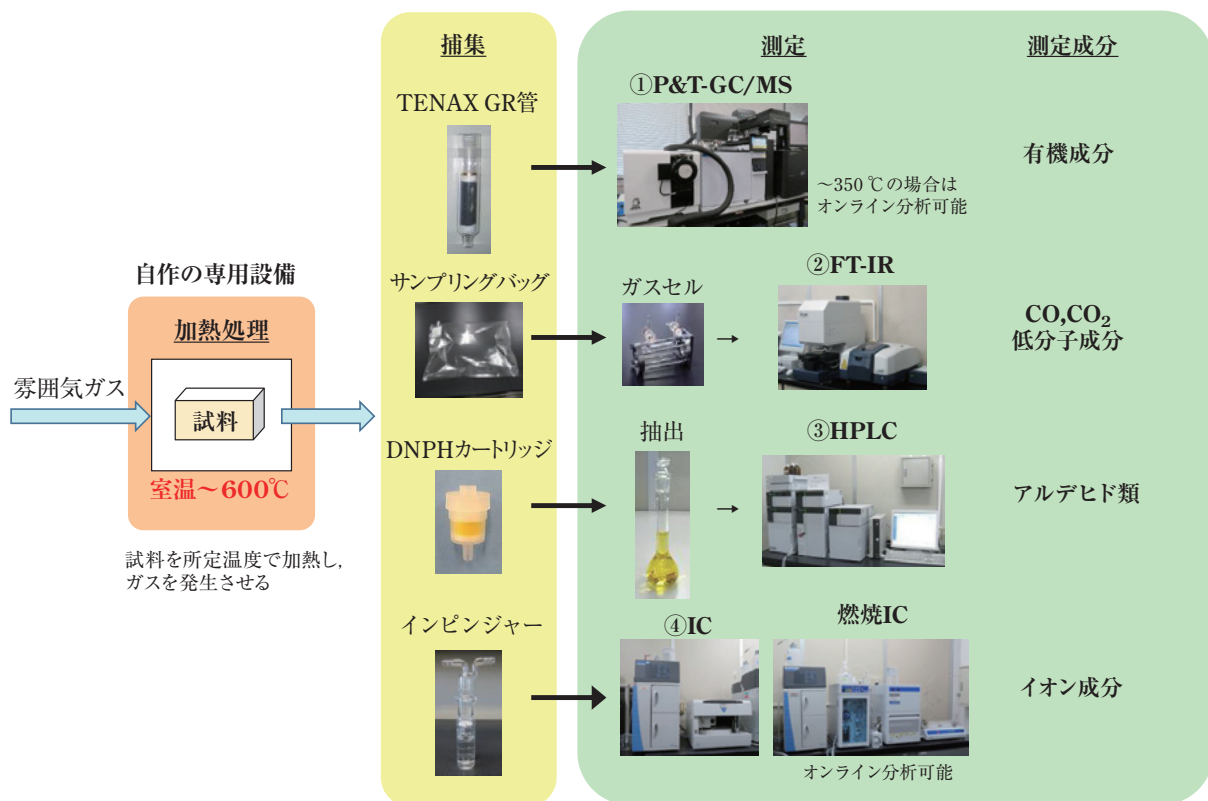 自作の専用設備
加熱処理
雰囲気ガス
試料
室温~600℃
試料を所定温度で加熱し,
ガスを発生させる
捕集
TENAX GR管
サンプリングバッグ
DNPHカートリッジ
インピンジャー
測定
①P&T-GC/MS
~350 ℃の場合は
オンライン分析可能
ガスセル
②FT-IR
抽出
③HPLC
④IC
燃焼IC
オンライン分析可能
測定成分
有機成分
CO,CO₂
低分子成分
アルデヒド類
イオン成分